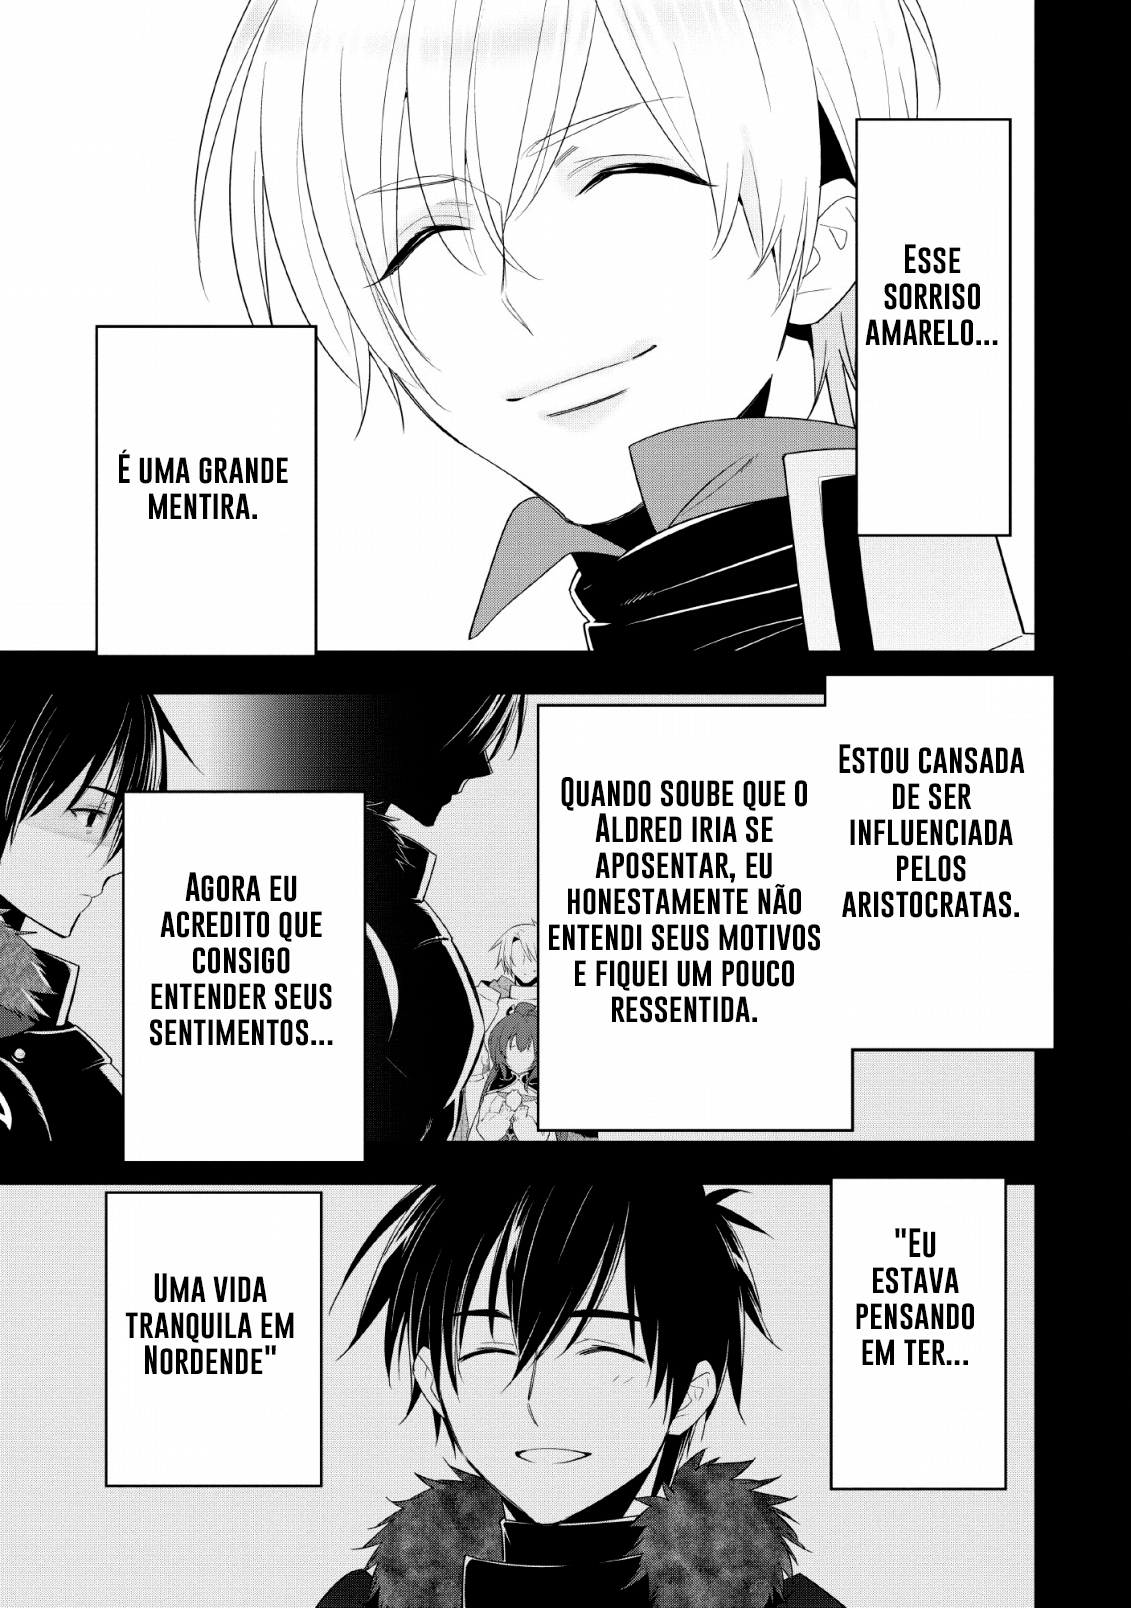 ESSE
SORRISO
AMARELO...
É UMA GRANDE
MENTIRA.
ESTOU CANSADA
DE SER
INFLUENCIADA
PELOS
ARISTOCRATAS.
QUANDO SOUBE QUE O
ALDRED IRIA SE
APOSENTAR, EU
HONESTAMENTE NÃO
ENTENDI SEUS MOTIVOS
E FIQUEI UM POUCO
RESSENTIDA.
AGORA EU
ACREDITO QUE
CONSIGO
ENTENDER SEUS
SENTIMENTOS...
"EU
ESTAVA
PENSANDO
EM TER...
UMA VIDA
TRANQUILA EM
NORDENDE"